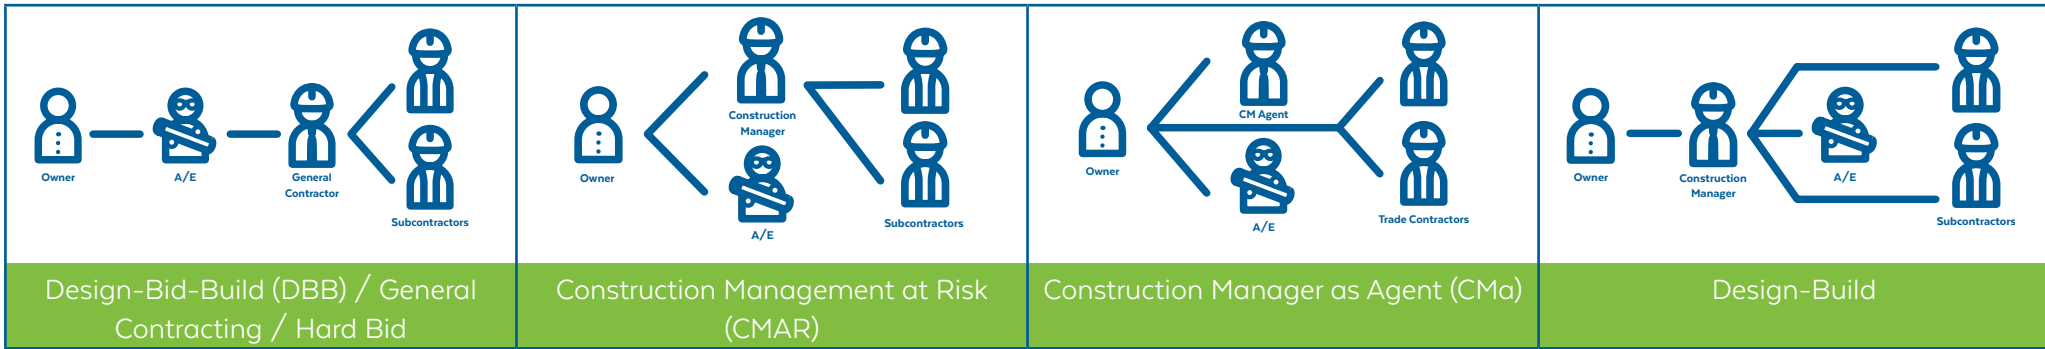 Owner
A/E
General
Contractor
Subcontractors
Design-Bid-Build (DBB) / General
Contracting / Hard Bid
Owner
Construction
Manager
A/E
Subcontractors
Construction Management at Risk
(CMAR)
Owner
CM Agent
A/E
Trade Contractors
Construction Manager as Agent (CMa)
Owner
Construction
Manager
A/E
Subcontractors
Design-Build